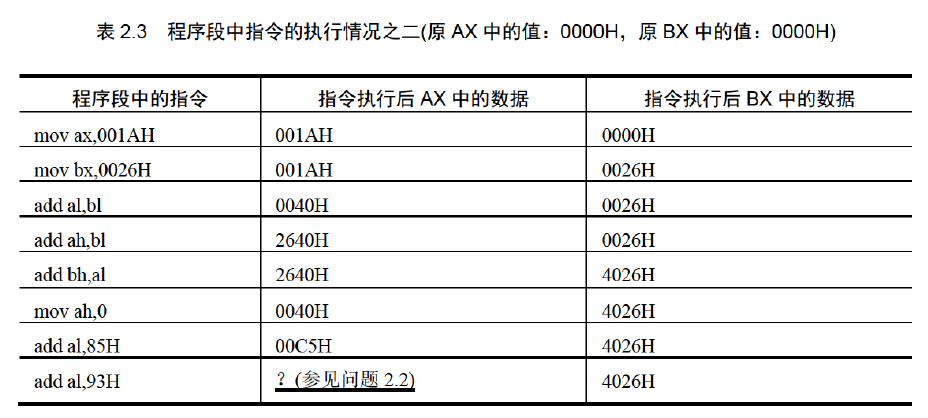 表 2.3 程序段中指令的执行情况之二(原 AX 中的值：0000H，原 BX 中的值：0000H)
程序段中的指令 指令执行后 AX 中的数据 指令执行后 BX 中的数据
mov ax,001AH 001AH 0000H
mov bx,0026H 001AH 0026H
add al,bl 0040H 0026H
add ah,bl 2640H 0026H
add bh,al 2640H 4026H
mov ah,0 0040H 4026H
add al,85H 00C5H 4026H
add al,93H ？(参见问题 2.2) 4026H